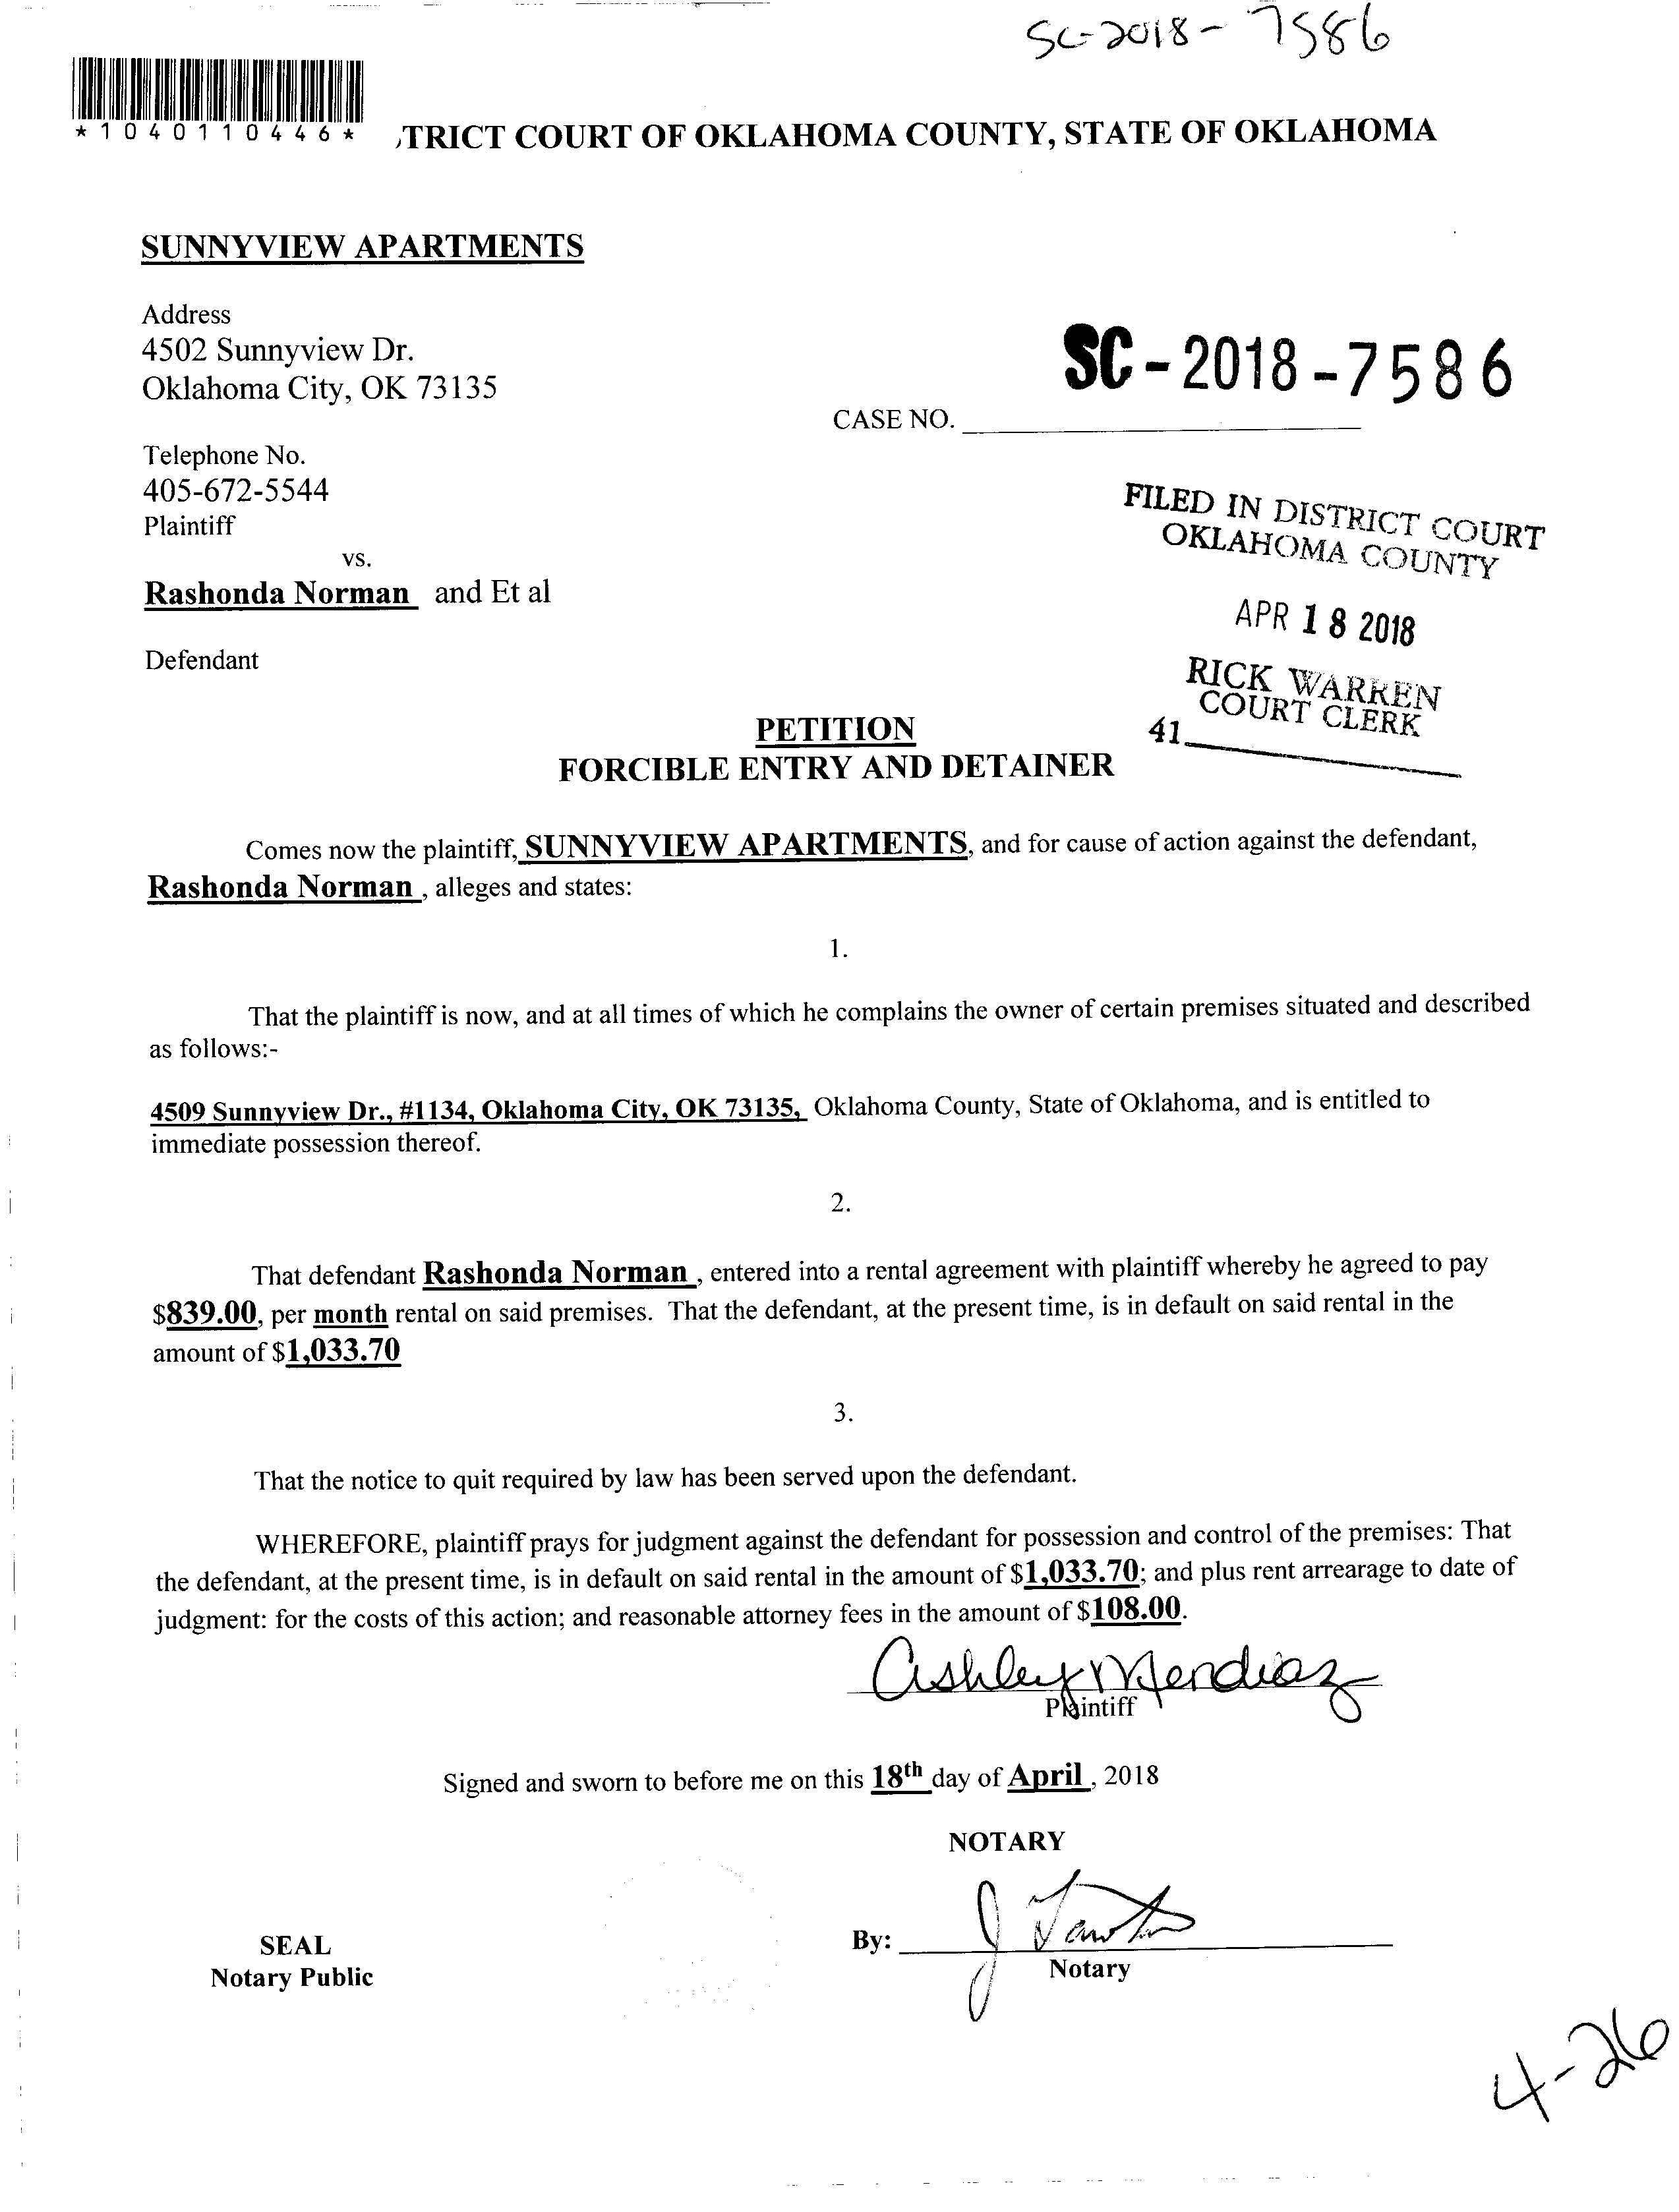 SC-2018-7586
*1040110446*
TRICT COURT OF OKLAHOMA COUNTY, STATE OF OKLAHOMA
SUNNYVIEW APARTMENTS
Address
4502 Sunnyview Dr.
Oklahoma City, OK 73135
SC-2018-7586
CASE NO.
Telephone No.
405-672-5544
Plaintiff
vs.
Rashonda Norman and Et al
Defendant
FILED IN DISTRICT COURT
OKLAHOMA COUNTY
APR 18 2018
RICK WARREN
COURT CLERK
41
PETITION
FORCIBLE ENTRY AND DETAINER
Comes now the plaintiff, SUNNYVIEW APARTMENTS, and for cause of action against the defendant,
Rashonda Norman , alleges and states:
1.
That the plaintiff is now, and at all times of which he complains the owner of certain premises situated and described
as follows:-
4509 Sunnyview Dr., #1134, Oklahoma City, OK 73135, Oklahoma County, State of Oklahoma, and is entitled to
immediate possession thereof.
2.
That defendant Rashonda Norman , entered into a rental agreement with plaintiff whereby he agreed to pay
$839.00, per month rental on said premises. That the defendant, at the present time, is in default on said rental in the
amount of $1,033.70
3.
That the notice to quit required by law has been served upon the defendant.
WHEREFORE, plaintiff prays for judgment against the defendant for possession and control of the premises: That
the defendant, at the present time, is in default on said rental in the amount of $1,033.70; and plus rent arrearage to date of
judgment: for the costs of this action; and reasonable attorney fees in the amount of $108.00.
Ashley Mendiaz
Plaintiff
Signed and sworn to before me on this 18th day of April , 2018
NOTARY
SEAL
Notary Public
By:
Notary
4-26